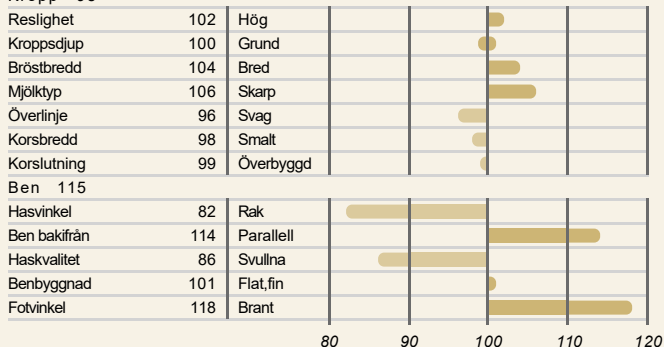 Reslighet 102 Hög
Kroppsdjup 100 Grund
Bröstbredd 104 Bred
Mjölktyp 106 Skarp
Överlinje 96 Svag
Korsbredd 98 Smalt
Korslutning 99 Överbyggd
Ben 115
Hasvinkel 82 Rak
Ben bakifrån 114 Parallell
Haskvalitet 86 Svullna
Benbyggnad 101 Flat,fin
Fotvinkel 118 Brant
80 90 100 110 120